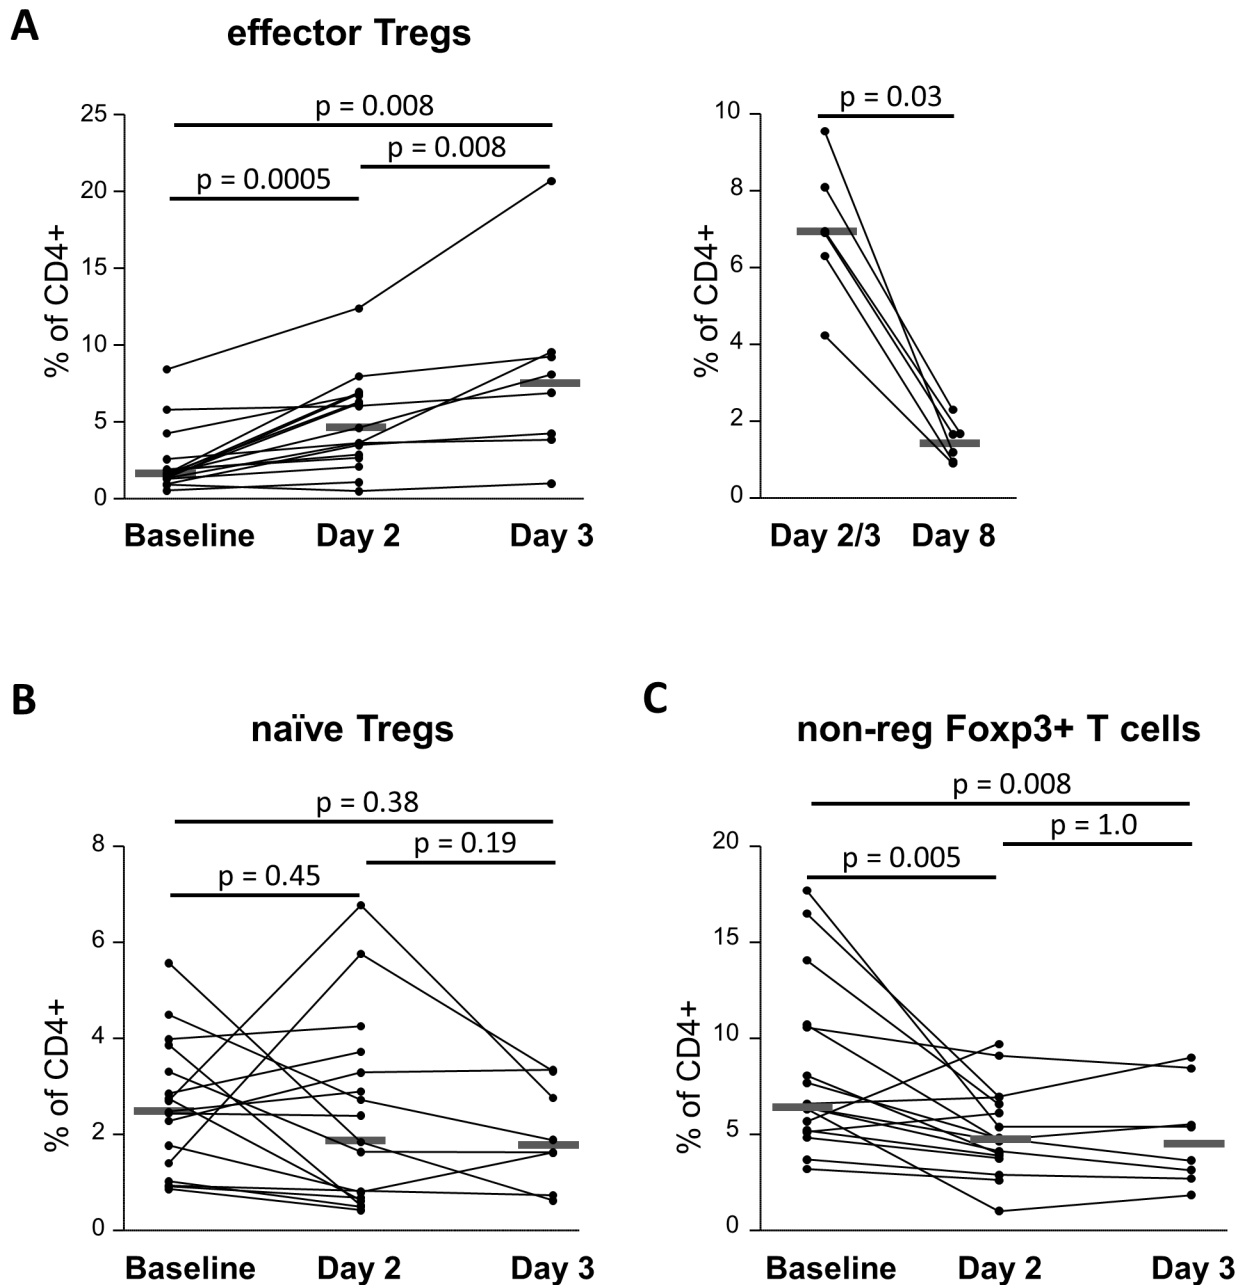 A
effector Tregs
p = 0.008
p = 0.008
p = 0.0005
25
20
15
10
5
0
% of CD4+
Baseline Day 2 Day 3
p = 0.03
10
8
6
4
2
0
% of CD4+
Day 2/3 Day 8
B
naïve Tregs
p = 0.38
p = 0.19
p = 0.45
8
6
4
2
0
% of CD4+
Baseline Day 2 Day 3
C
non-reg Foxp3+ T cells
p = 0.008
p = 1.0
p = 0.005
20
15
10
5
0
% of CD4+
Baseline Day 2 Day 3